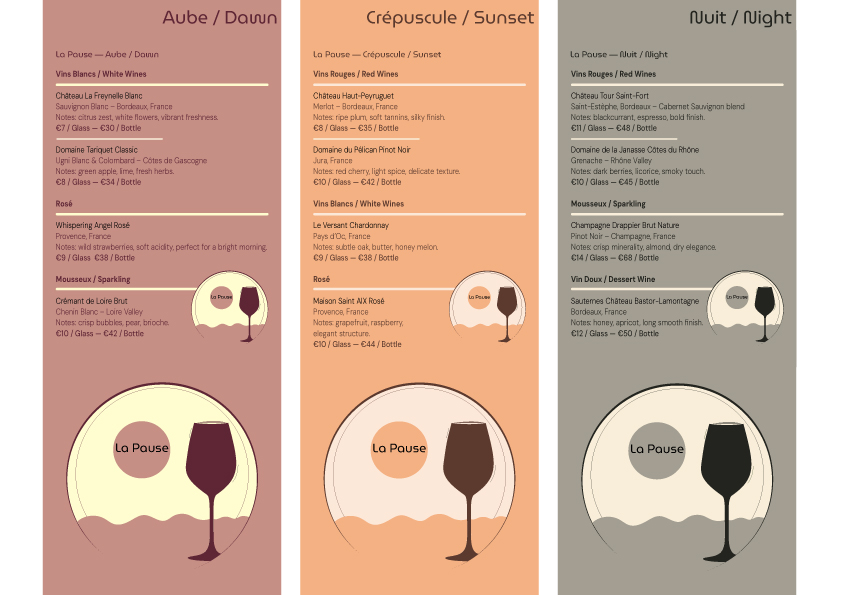 Aube / Dawn
La Pause — Aube / Dawn
Vins Blancs / White Wines
Château La Freynelle Blanc
Sauvignon Blanc – Bordeaux, France
Notes: citrus zest, white flowers, vibrant freshness.
€7 / Glass — €30 / Bottle
Domaine Tariquet Classic
Ugni Blanc & Colombard – Côtes de Gascogne
Notes: green apple, lime, fresh herbs.
€8 / Glass — €34 / Bottle
Rosé
Whispering Angel Rosé
Provence, France
Notes: wild strawberries, soft acidity, perfect for a bright morning.
€9 / Glass €38 / Bottle
Mousseux / Sparkling
Crémant de Loire Brut
Chenin Blanc – Loire Valley
Notes: crisp bubbles, pear, brioche.
€10 / Glass — €42 / Bottle
La Pause
La Pause
Crépuscule / Sunset
La Pause — Crépuscule / Sunset
Vins Rouges / Red Wines
Château Haut-Peyruguet
Merlot – Bordeaux, France
Notes: ripe plum, soft tannins, silky finish.
€8 / Glass — €35 / Bottle
Domaine du Pélican Pinot Noir
Jura, France
Notes: red cherry, light spice, delicate texture.
€10 / Glass — €42 / Bottle
Vins Blancs / White Wines
Le Versant Chardonnay
Pays d'Oc, France
Notes: subtle oak, butter, honey melon.
€9 / Glass — €38 / Bottle
Rosé
Maison Saint AIX Rosé
Provence, France
Notes: grapefruit, raspberry,
elegant structure.
€10 / Glass — €44 / Bottle
La Pause
La Pause
Nuit / Night
La Pause — Nuit / Night
Vins Rouges / Red Wines
Château Tour Saint-Fort
Saint-Estèphe, Bordeaux – Cabernet Sauvignon blend
Notes: blackcurrant, espresso, bold finish.
€11 / Glass — €48 / Bottle
Domaine de la Janasse Côtes du Rhône
Grenache – Rhône Valley
Notes: dark berries, licorice, smoky touch.
€10 / Glass — €45 / Bottle
Mousseux / Sparkling
Champagne Drappier Brut Nature
Pinot Noir – Champagne, France
Notes: crisp minerality, almond, dry elegance.
€14 / Glass — €68 / Bottle
Vin Doux / Dessert Wine
Sauternes Château Bastor-Lamontagne
Bordeaux, France
Notes: honey, apricot, long smooth finish.
€12 / Glass — €50 / Bottle
La Pause
La Pause